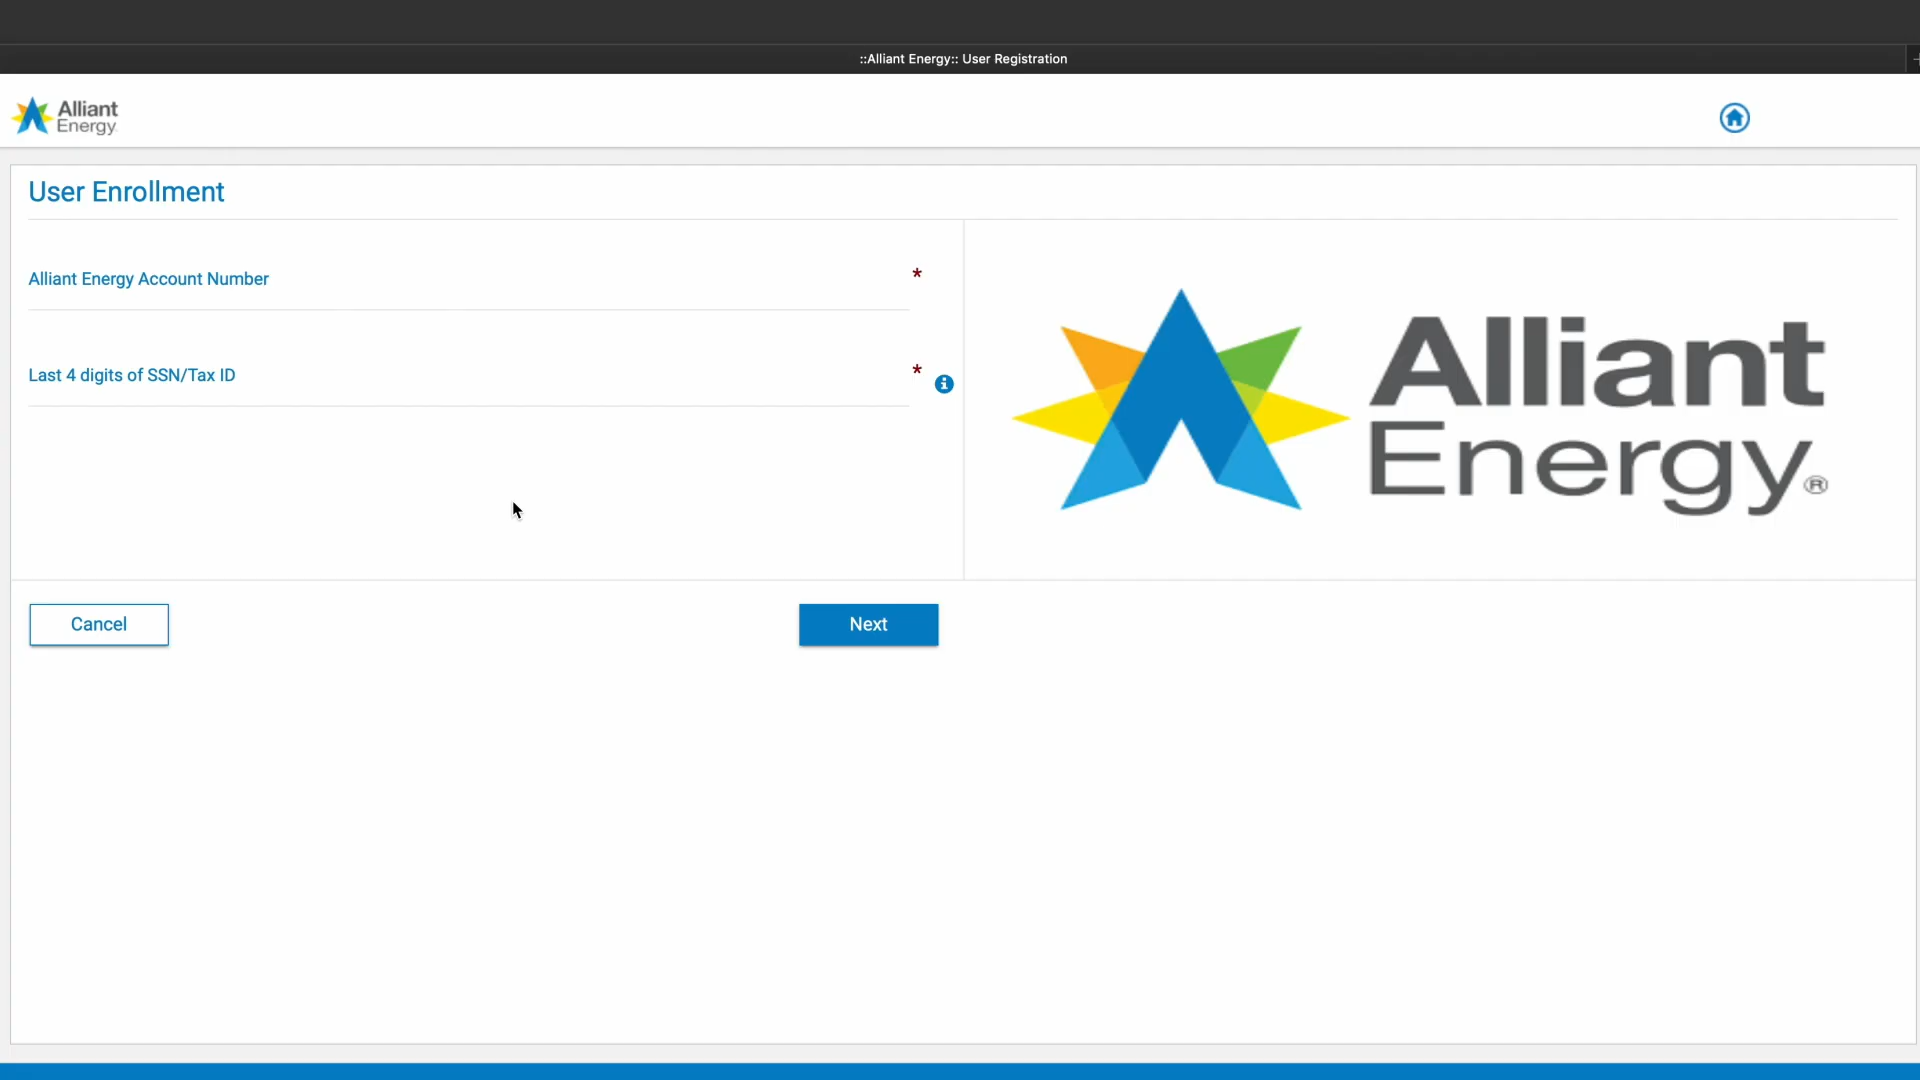 ::Alliant Energy:: User Registration
Alliant
Energy
User Enrollment
Alliant Energy Account Number *
Last 4 digits of SSN/Tax ID *
Alliant
Energy®
Cancel
Next